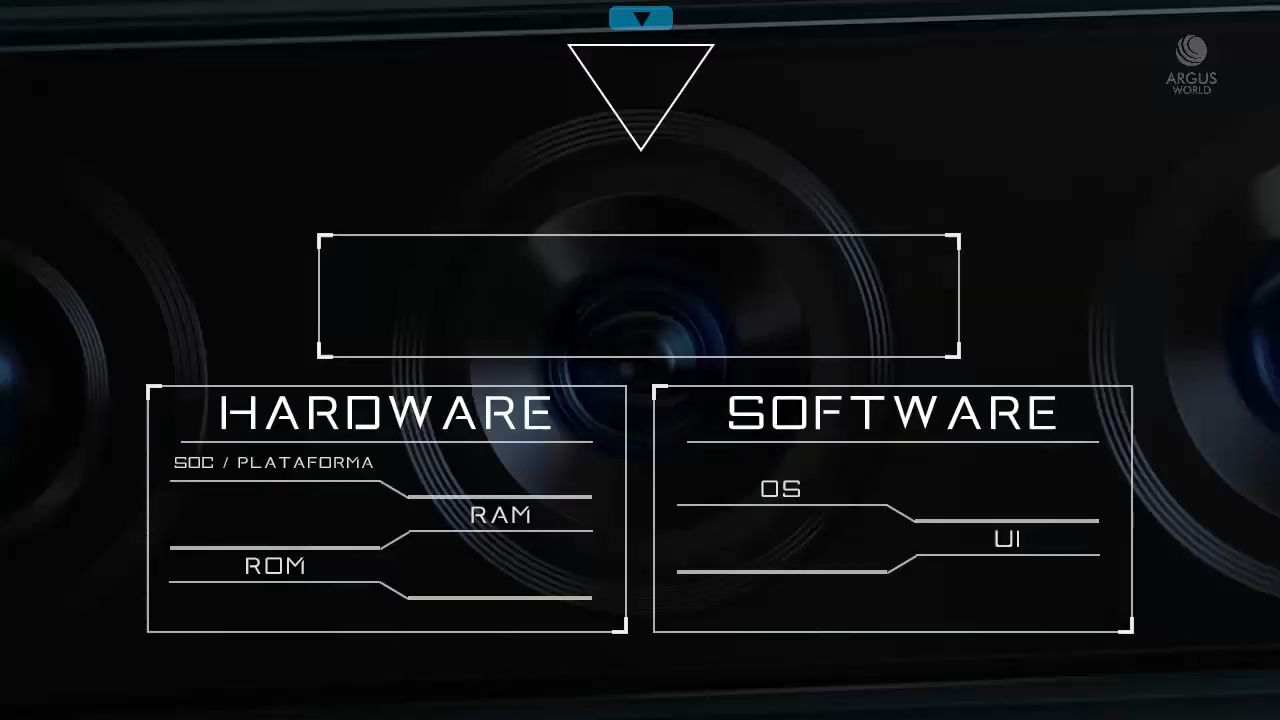 ARGUS
WORLD
HARDWARE
SOC / PLATAFORMA
RAM
ROM
SOFTWARE
OS
UI